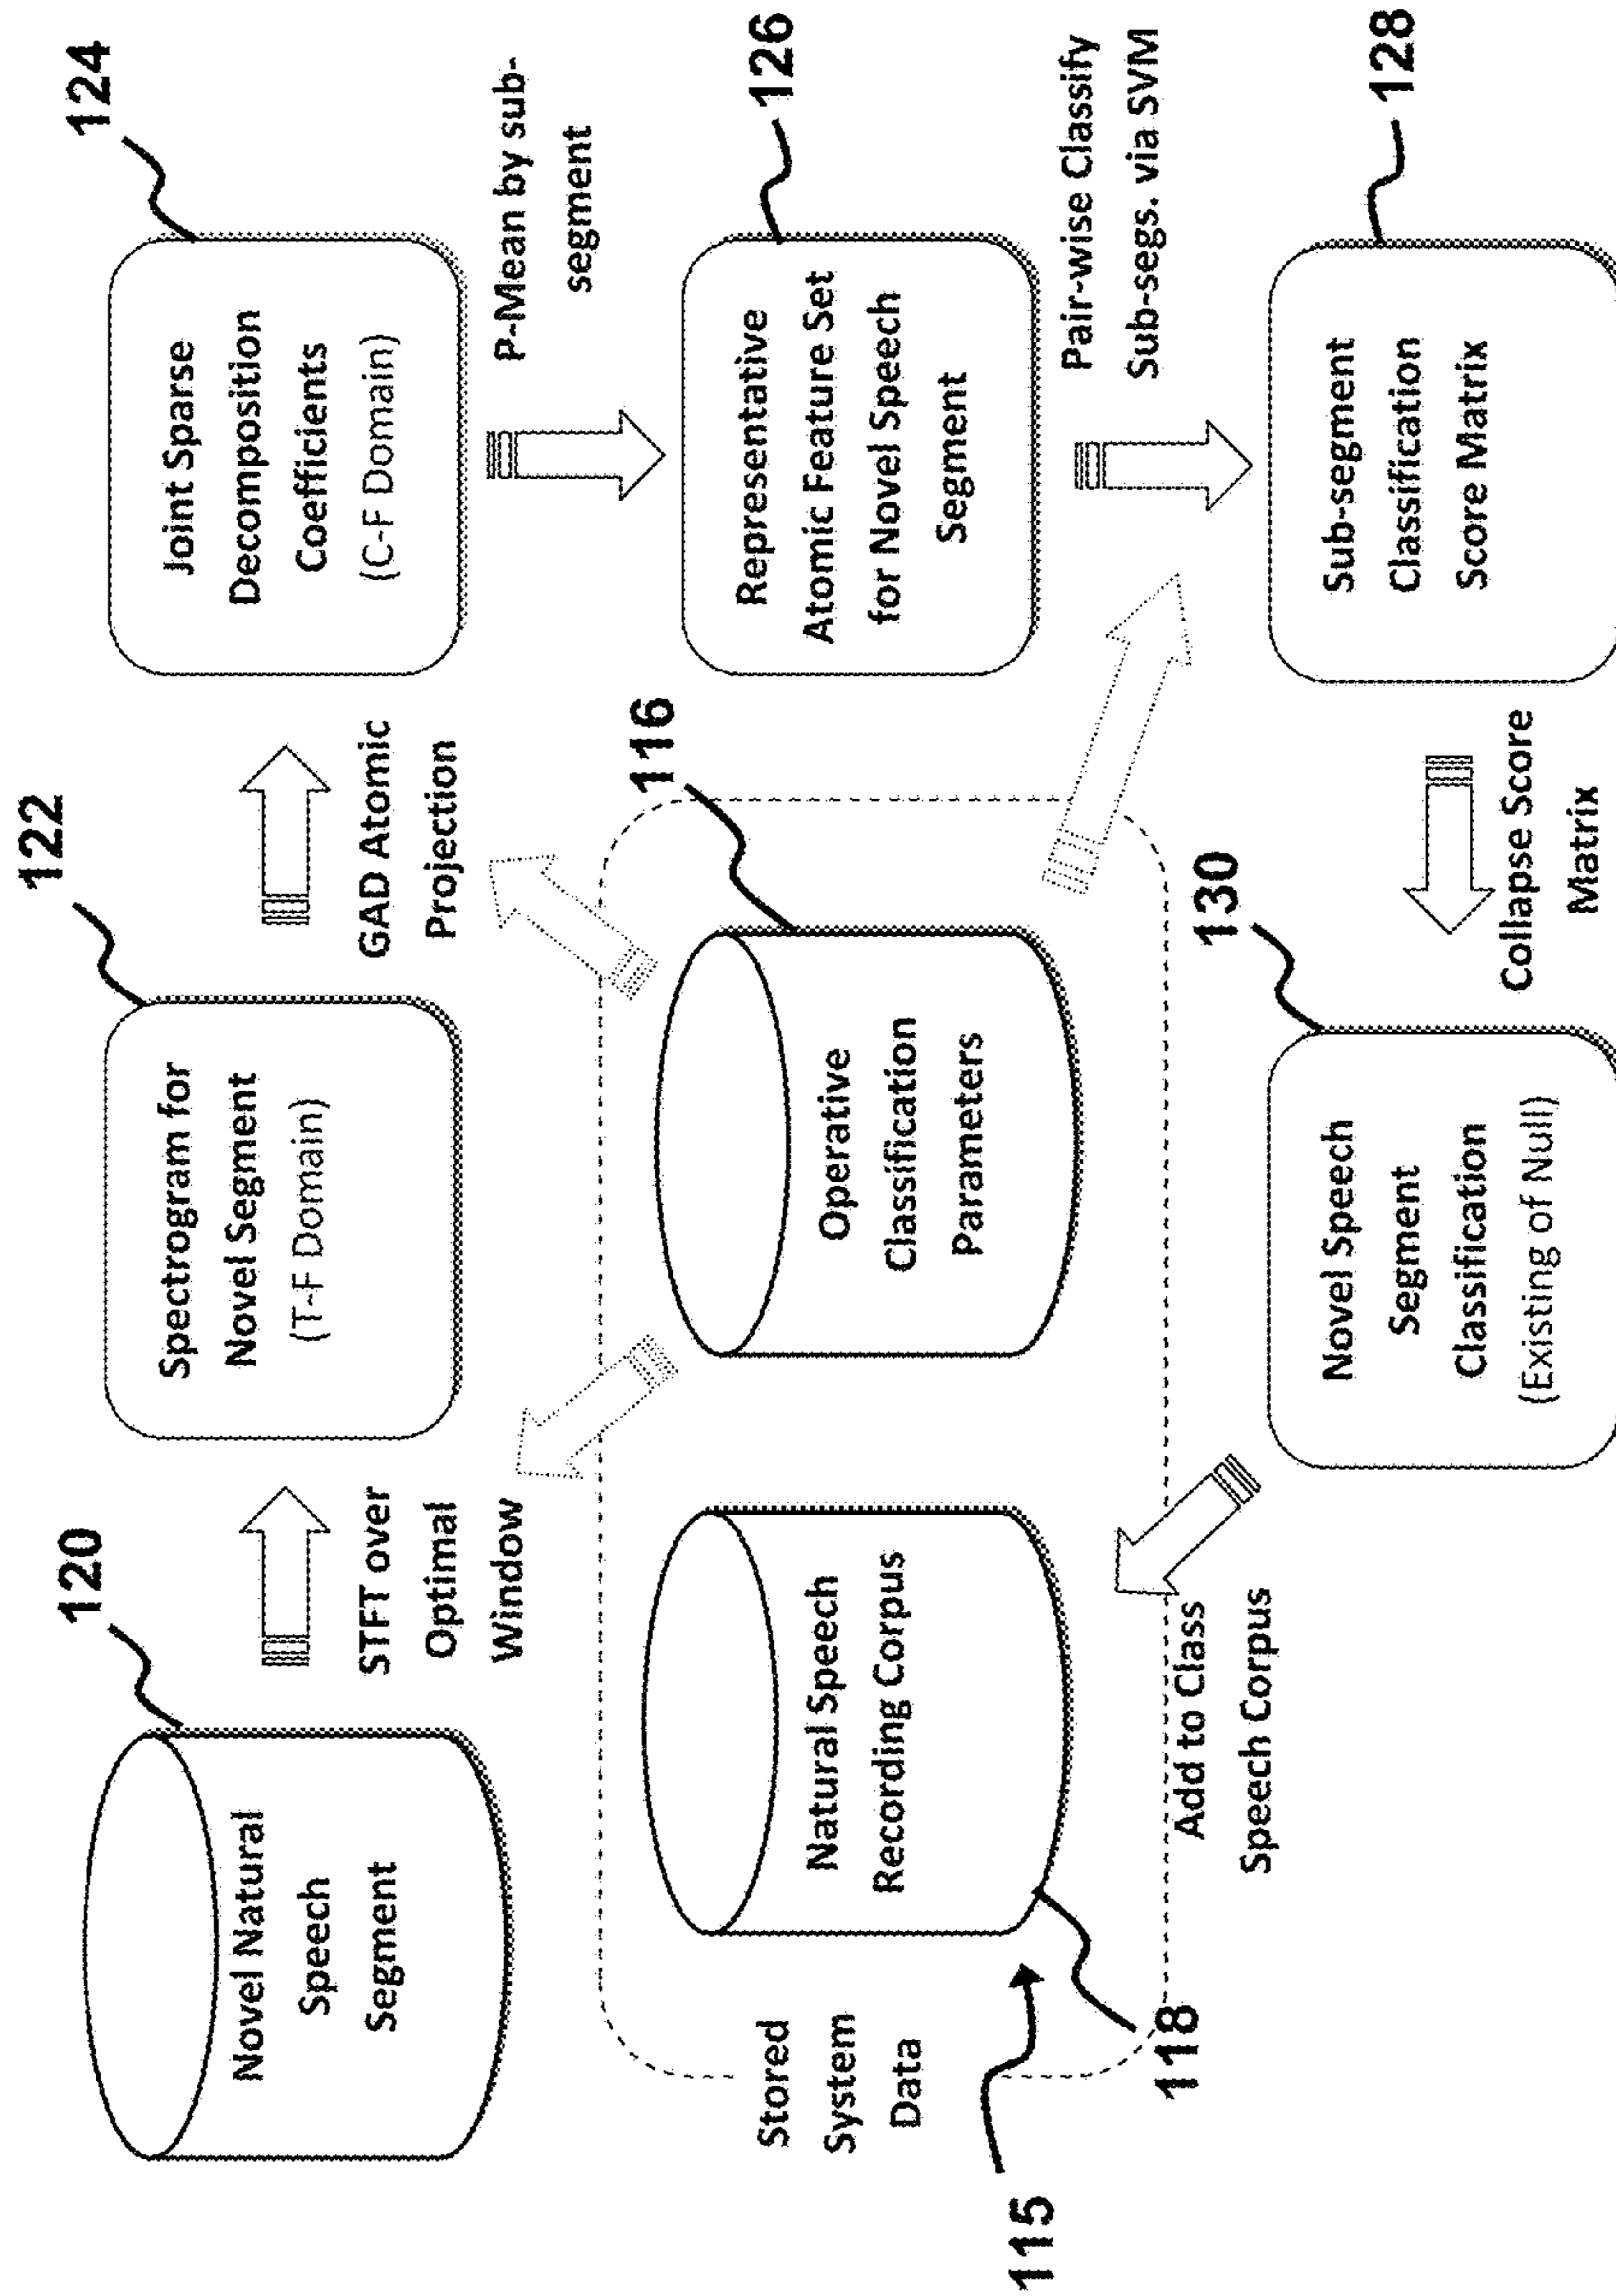 120
Novel Natural
Speech
Segment
STFT over
Optimal
Window
122
Spectrogram for
Novel Segment
(T-F Domain)
GAD Atomic
Projection
124
Joint Sparse
Decomposition
Coefficients
(C-F Domain)
P-Mean by sub-
segment
Stored
System
Data
115
118
Natural Speech
Recording Corpus
116
Operative
Classification
Parameters
126
Representative
Atomic Feature Set
for Novel Speech
Segment
Pair-wise Classify
Sub-segs. via SVM
128
Sub-segment
Classification
Score Matrix
Collapse Score
Matrix
130
Novel Speech
Segment
Classification
(Existing of Null)
Add to Class
Speech Corpus